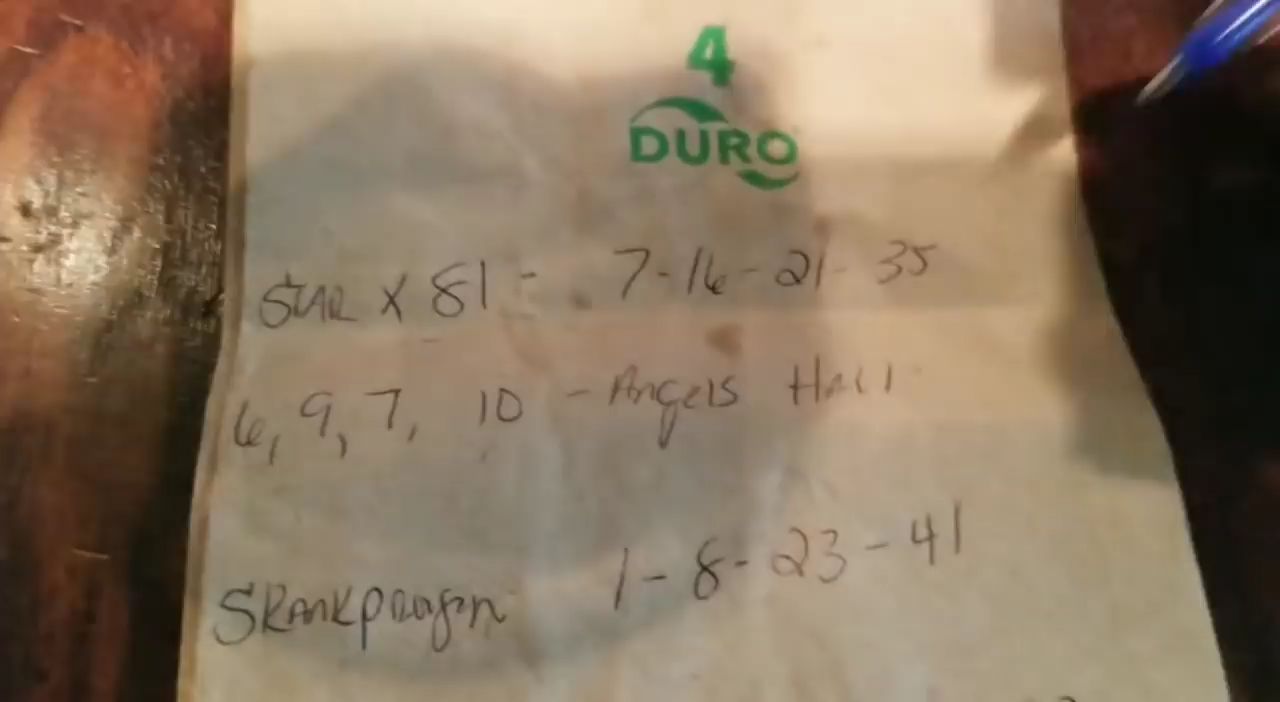 4
DURO
STAR X 81 - 7-16-21-35
6, 9, 7, 10 - Angels Hall
1-8-23-41